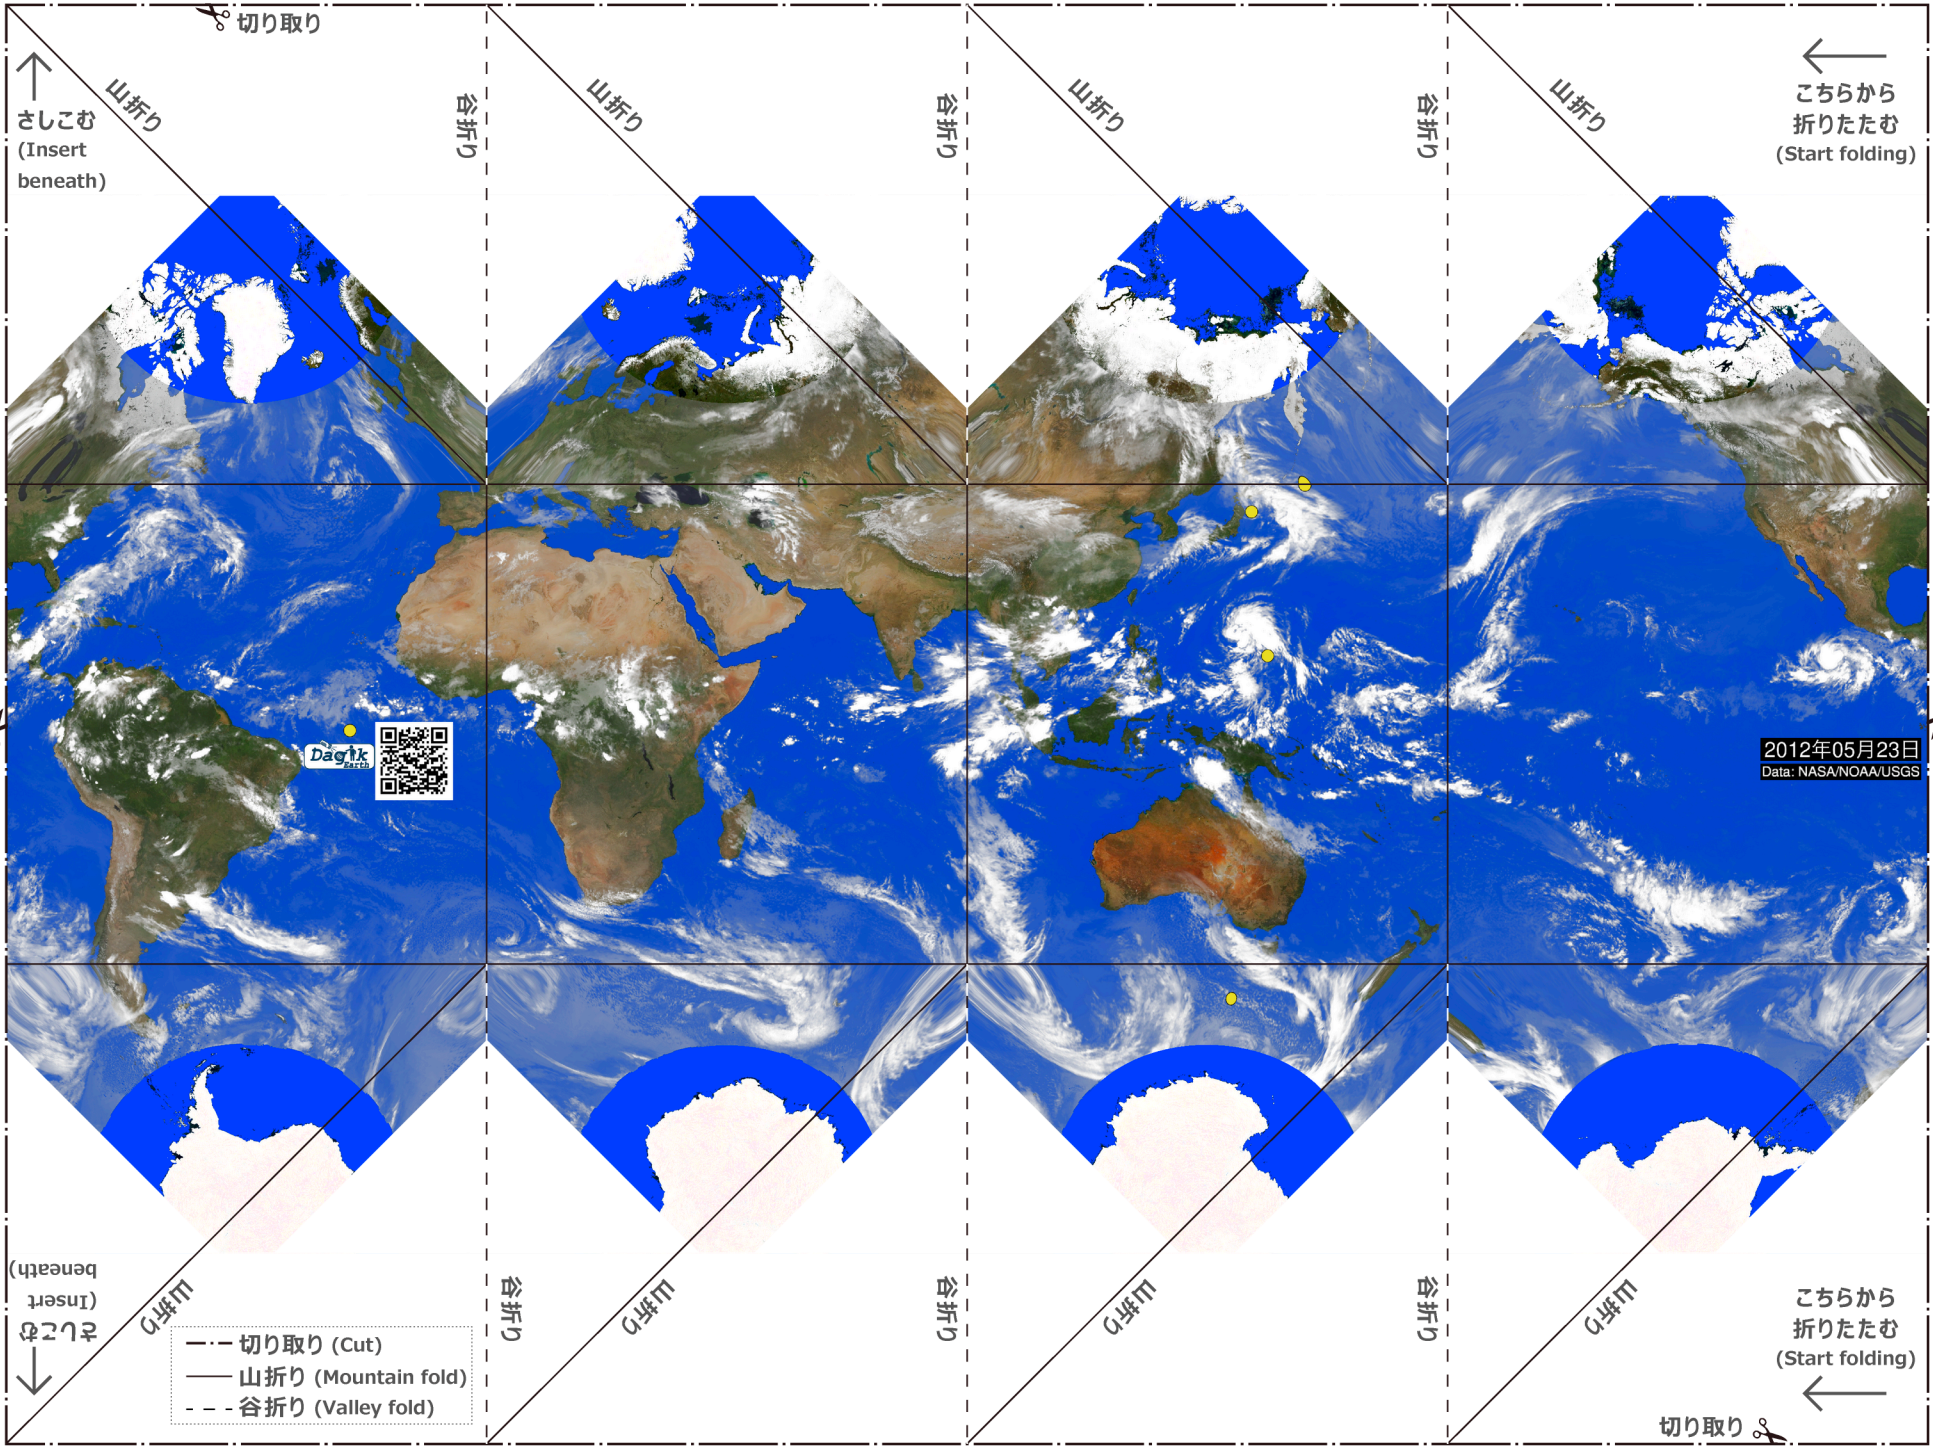 切り取り
山折り
谷折り
山折り
谷折り
山折り
谷折り
山折り
さしこむ
(Insert
beneath)
こちらから
折りたたむ
(Start folding)
Dagik
Earth
2012年05月23日
Data: NASA/NOAA/USGS
さしこむ
(Insert
beneath)
山折り
谷折り
山折り
谷折り
山折り
谷折り
山折り
こちらから
折りたたむ
(Start folding)
切り取り (Cut)
山折り (Mountain fold)
谷折り (Valley fold)
切り取り